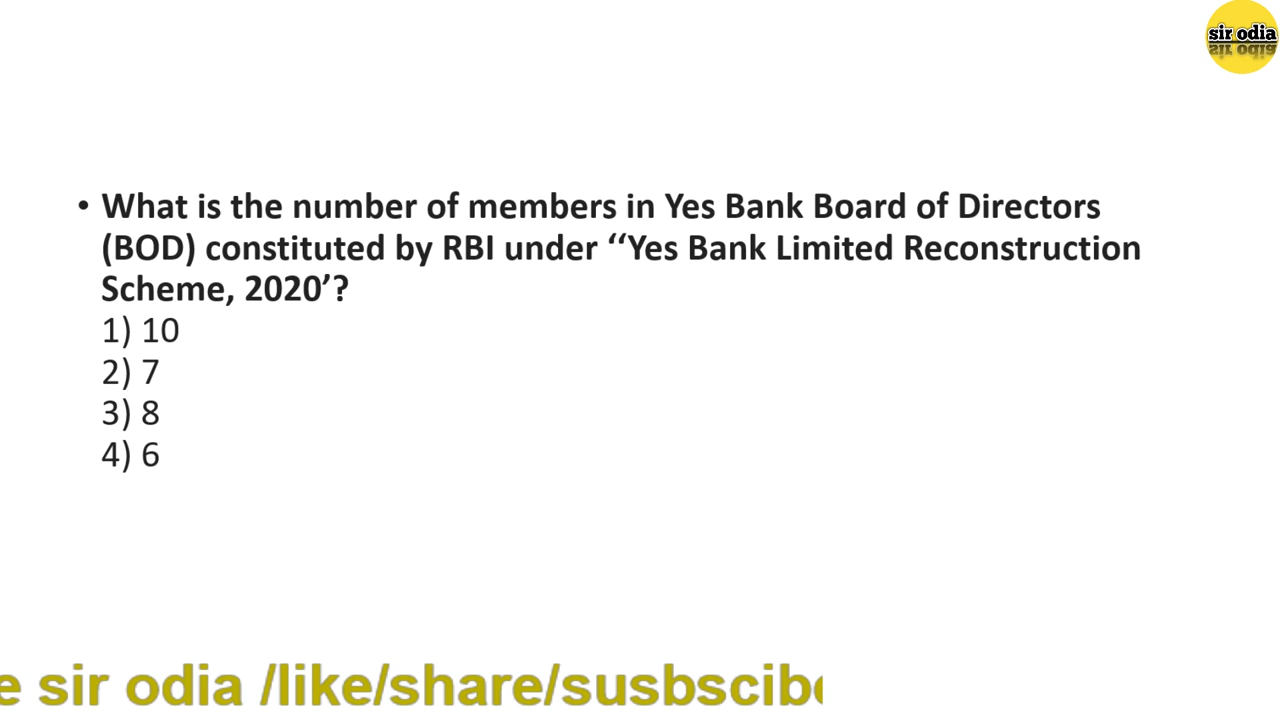 sir odia
• What is the number of members in Yes Bank Board of Directors
(BOD) constituted by RBI under ‘‘Yes Bank Limited Reconstruction
Scheme, 2020’?
1) 10
2) 7
3) 8
4) 6
e sir odia /like/share/susbscibe